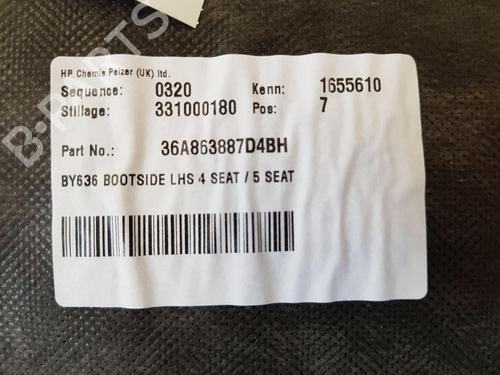 HP Chemie Pelzer (UK) ltd.
Sequence: 0320 Kenn: 1655610
Stillage: 331000180 Pos: 7
Part No.: 36A863887D4BH
BY636 BOOTSIDE LHS 4 SEAT / 5 SEAT
B-PARTS